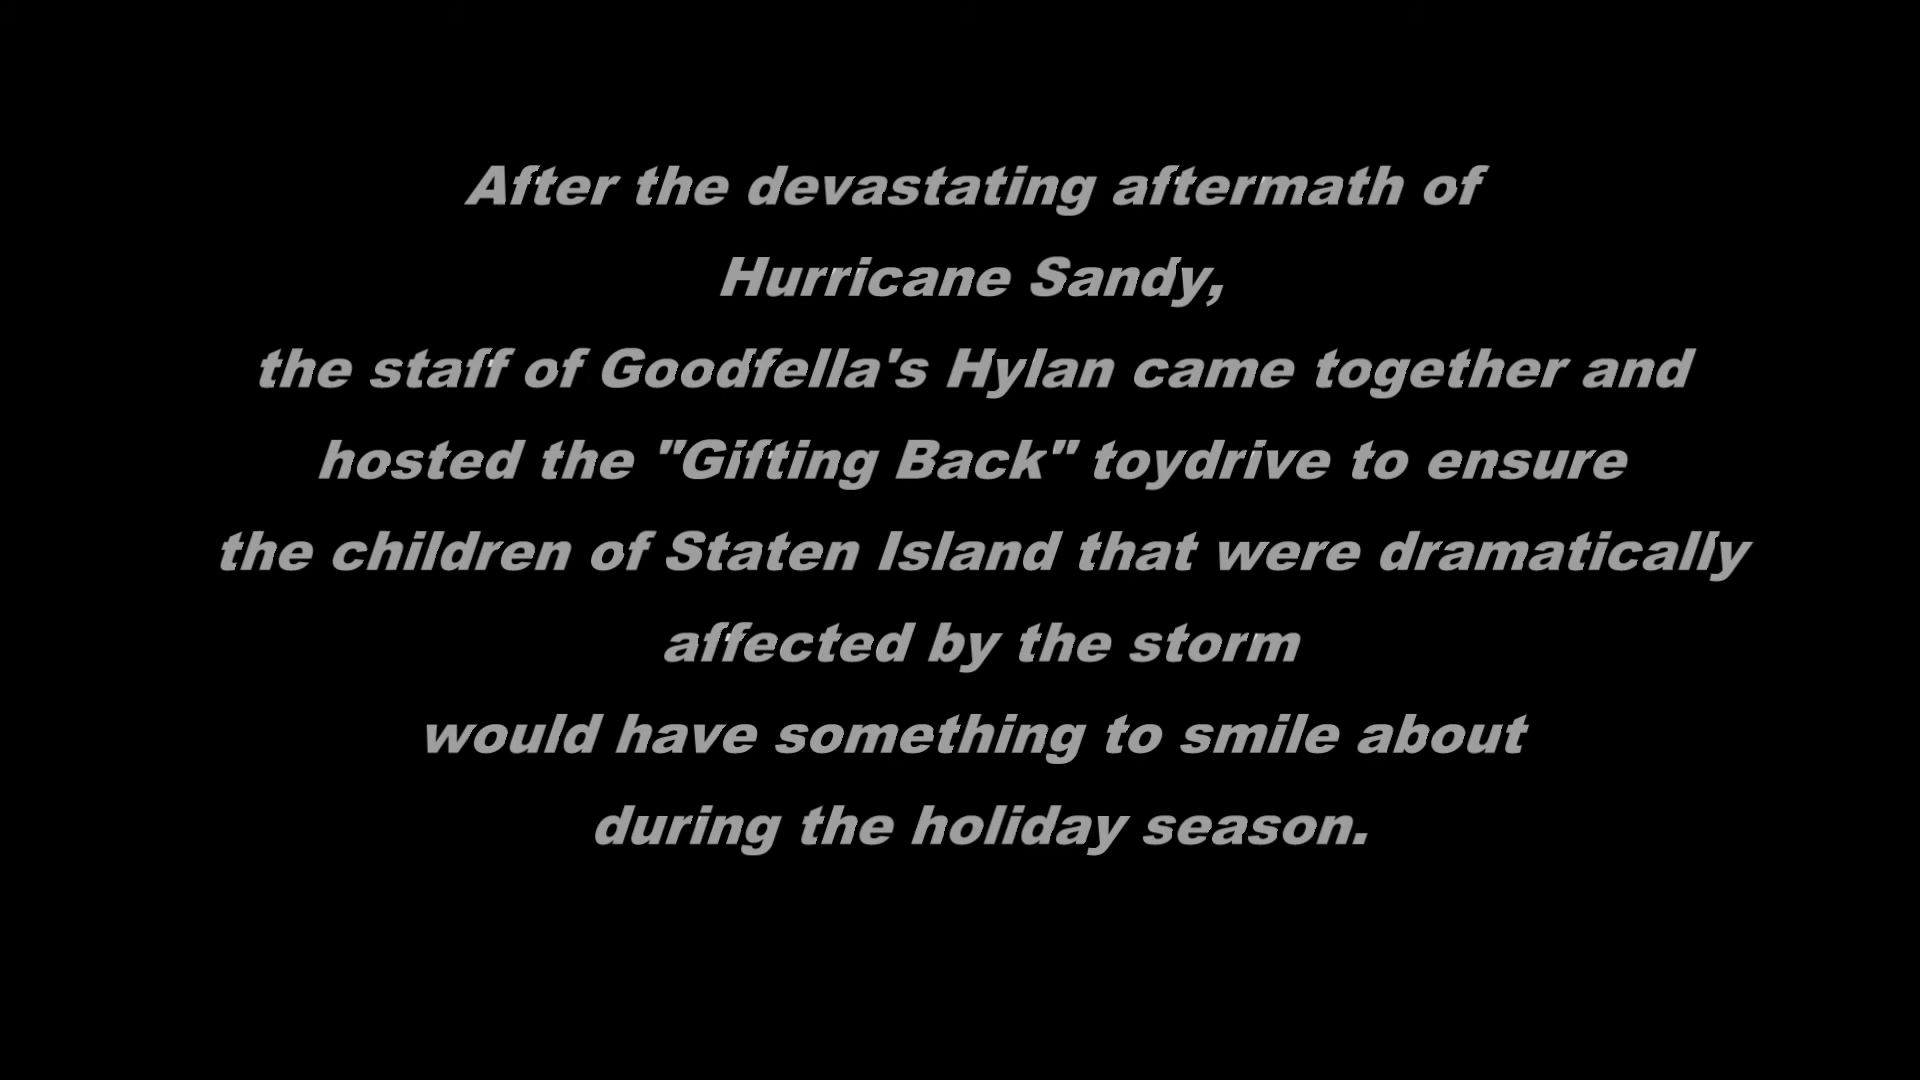 After the devastating aftermath of
Hurricane Sandy,
the staff of Goodfella's Hylan came together and
hosted the "Gifting Back" toydrive to ensure
the children of Staten Island that were dramatically
affected by the storm
would have something to smile about
during the holiday season.